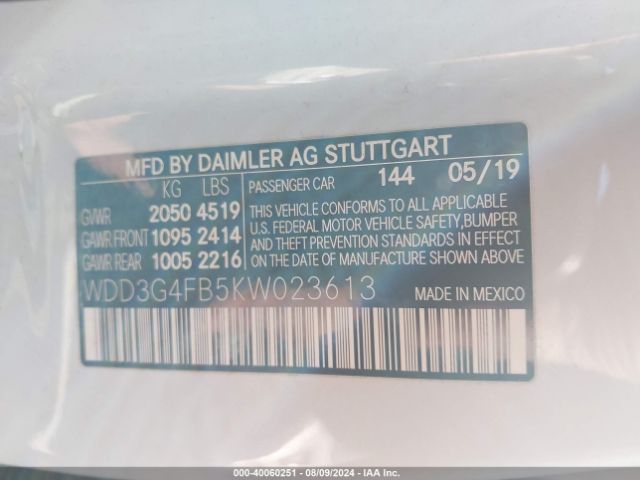 MFD BY DAIMLER AG STUTTGART
KG LBS
GVWR 2050 4519
GAWR FRONT 1095 2414
GAWR REAR 1005 2216
PASSENGER CAR 144 05/19
THIS VEHICLE CONFORMS TO ALL APPLICABLE
U.S. FEDERAL MOTOR VEHICLE SAFETY, BUMPER
AND THEFT PREVENTION STANDARDS IN EFFECT
ON THE DATE OF MANUFACTURE SHOWN ABOVE
WDD3G4FB5KW023613 MADE IN MEXICO
000-40060251 - 08/09/2024 - IAA Inc.